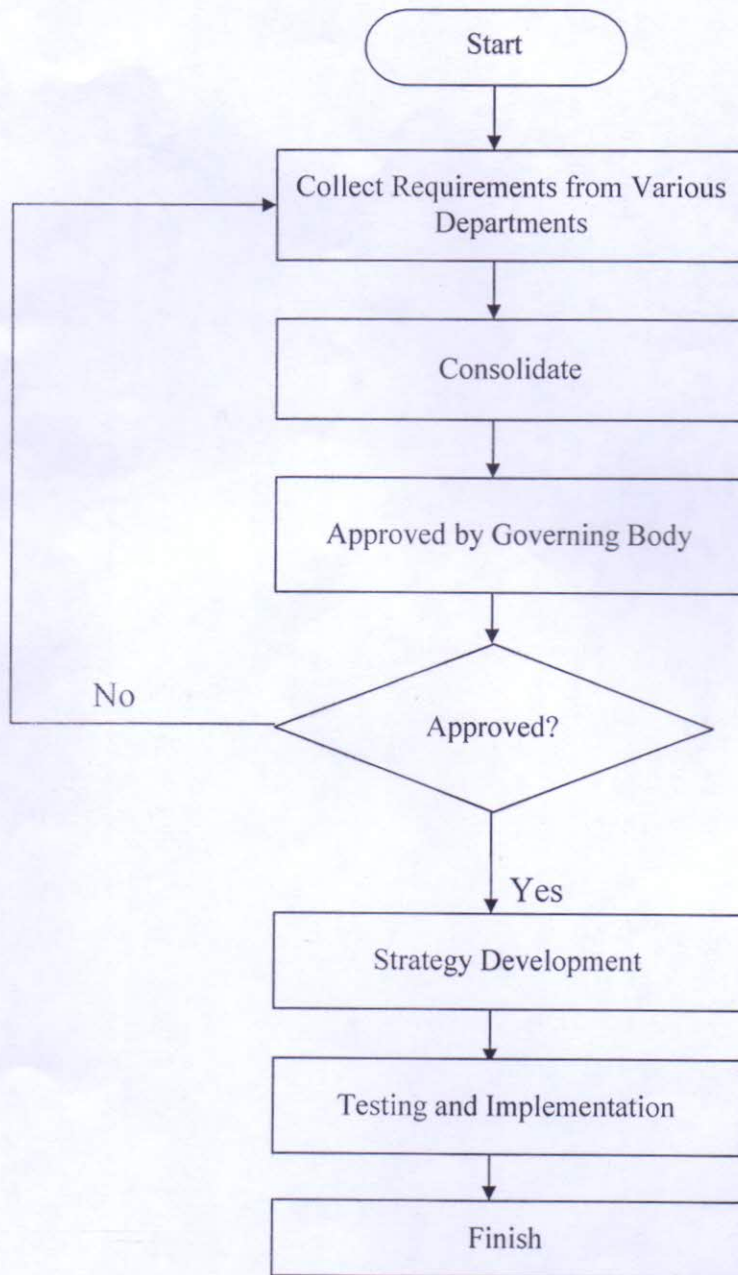 Start
Collect Requirements from Various
Departments
Consolidate
Approved by Governing Body
No
Approved?
Yes
Strategy Development
Testing and Implementation
Finish